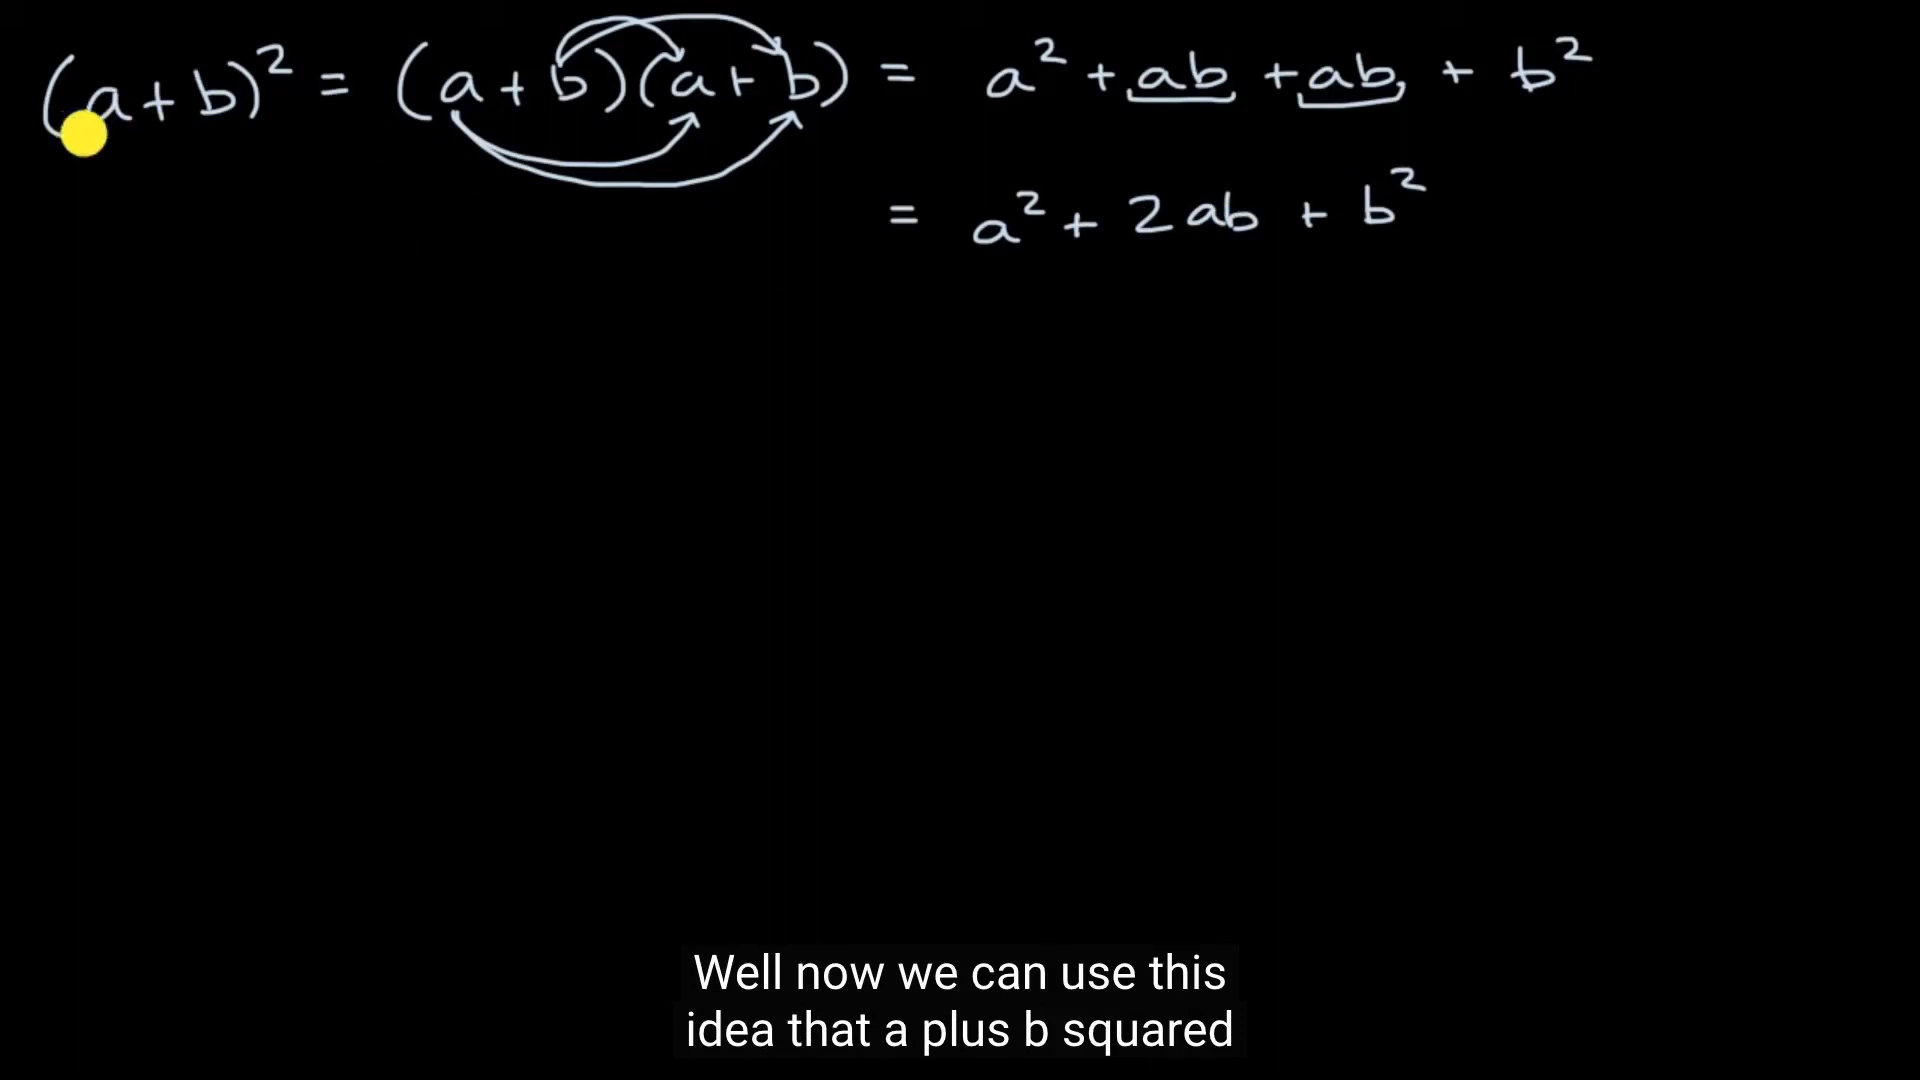 (a + b)² = (a + b)(a + b) = a² + ab + ab + b²
= a² + 2ab + b²
Well now we can use this
idea that a plus b squared